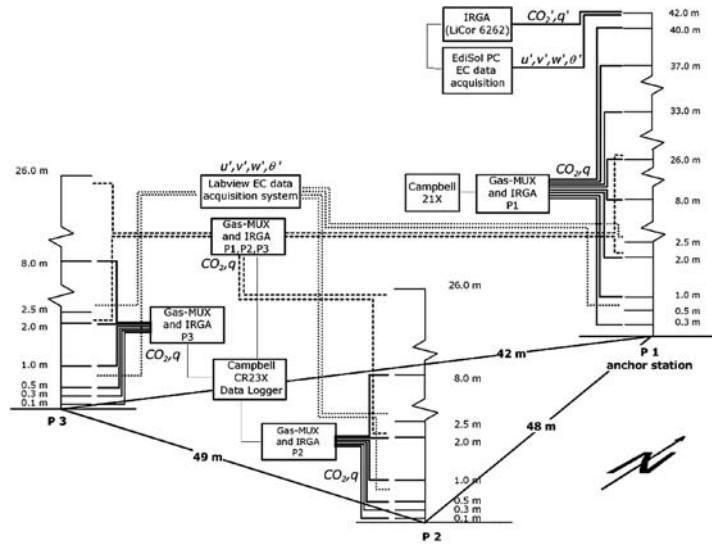 IRGA
(LiCor 6262)
CO2',q'
EdiSol PC
EC data
acquisition
u',v',w',θ'
42.0 m
40.0 m
37.0 m
33.0 m
26.0 m
8.0 m
2.5 m
2.0 m
1.0 m
0.5 m
0.3 m
CO2,q
Campbell
21X
Gas-MUX
and IRGA
P1
P 1
anchor station
u',v',w',θ'
Labview EC data
acquisition system
Gas-MUX
and IRGA
P1,P2,P3
CO2,q
26.0 m
8.0 m
2.5 m
2.0 m
1.0 m
0.5 m
0.3 m
0.1 m
P 3
Gas-MUX
and IRGA
P3
CO2,q
Campbell
CR23X
Data Logger
Gas-MUX
and IRGA
P2
CO2,q
26.0 m
8.0 m
2.5 m
2.0 m
1.0 m
0.5 m
0.3 m
0.1 m
P 2
42 m
48 m
49 m
N